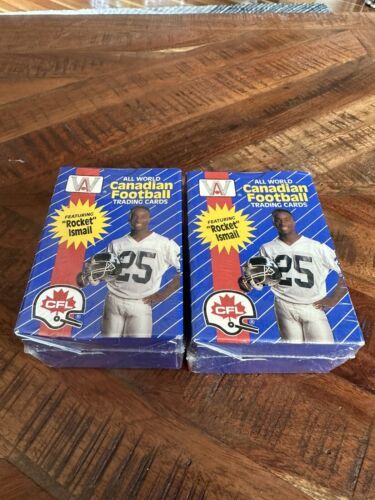 AW
ALL WORLD
Canadian
Football
TRADING CARDS
FEATURING
"Rocket"
Ismail
25
CFL
AW
ALL WORLD
Canadian
Football
TRADING CARDS
FEATURING
"Rocket"
Ismail
25
CFL